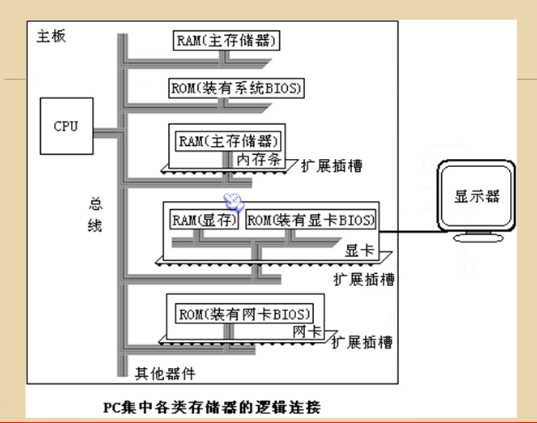 主板
RAM(主存储器)
ROM(装有系统BIOS)
CPU
RAM(主存储器)
内存条
扩展插槽
总线
RAM(显存)
ROM(装有显卡BIOS)
显卡
扩展插槽
显示器
ROM(装有网卡BIOS)
网卡
扩展插槽
其他器件
PC集中各类存储器的逻辑连接